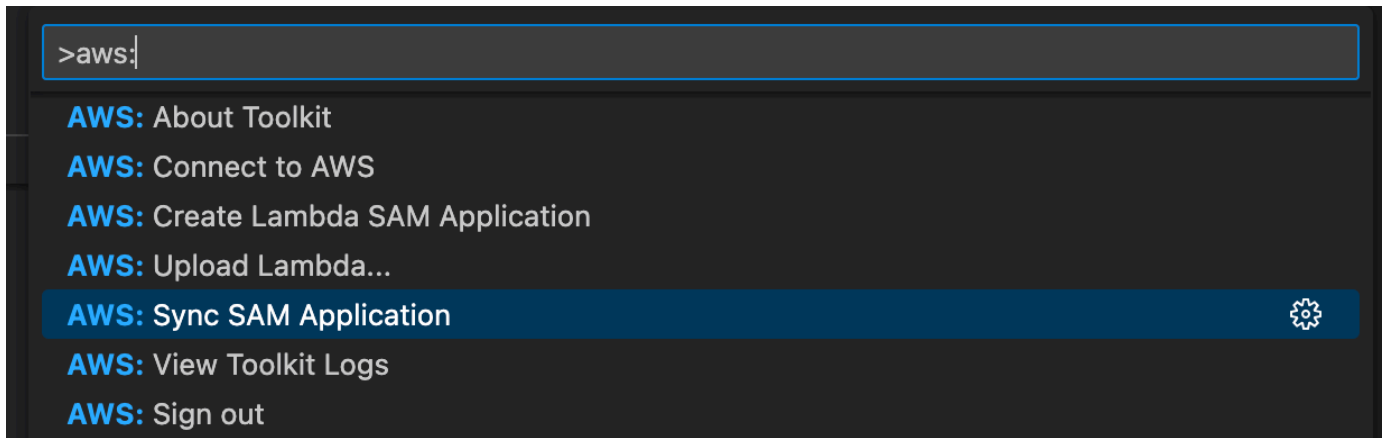 >aws:
AWS: About Toolkit
AWS: Connect to AWS
AWS: Create Lambda SAM Application
AWS: Upload Lambda...
AWS: Sync SAM Application
AWS: View Toolkit Logs
AWS: Sign out